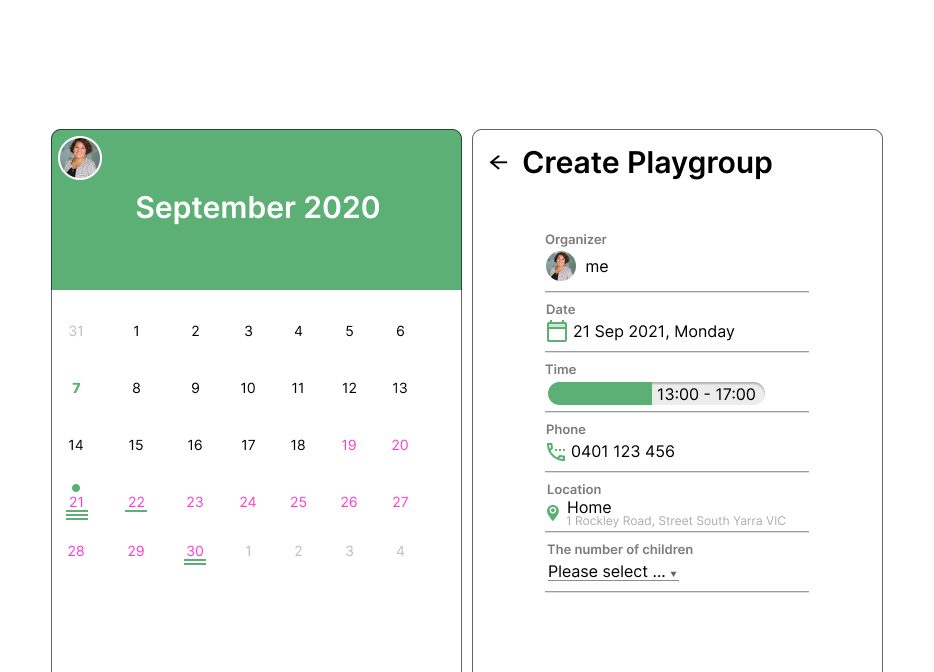 September 2020
31 1 2 3 4 5 6
7 8 9 10 11 12 13
14 15 16 17 18 19 20
21 22 23 24 25 26 27
28 29 30 1 2 3 4
Create Playgroup
Organizer
me
Date
21 Sep 2021, Monday
Time
13:00 - 17:00
Phone
0401 123 456
Location
Home
1 Rockley Road, Street South Yarra VIC
The number of children
Please select ...